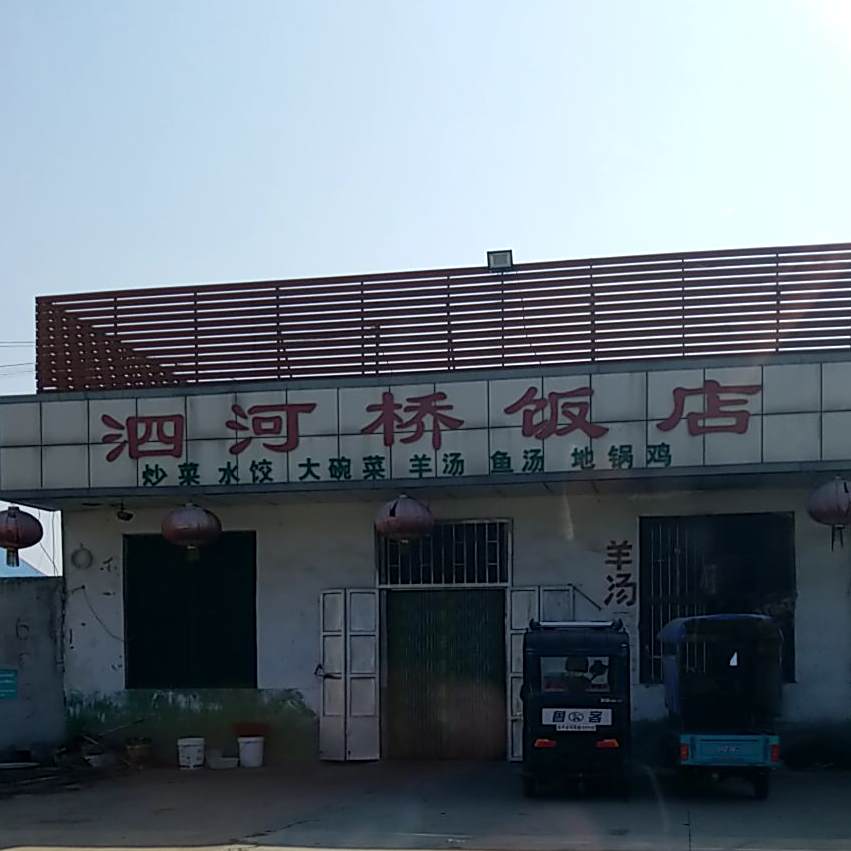 泗河桥饭店
炒菜 水饺 大碗菜 羊汤 鱼汤 地锅鸡
羊汤